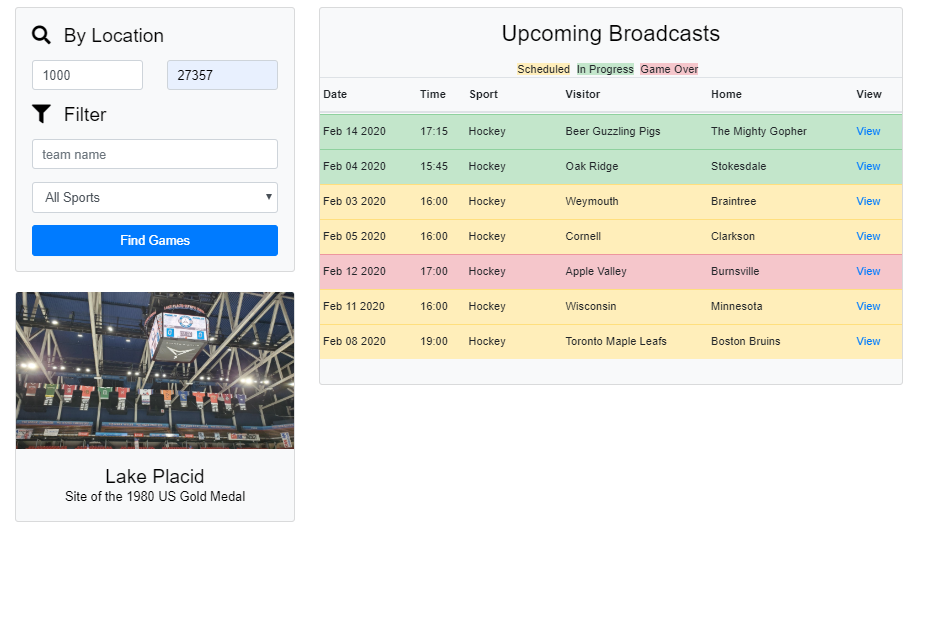 By Location
1000 27357
Filter
team name
All Sports
Find Games
Lake Placid
Site of the 1980 US Gold Medal
Upcoming Broadcasts
Scheduled In Progress Game Over
Date Time Sport Visitor Home View
Feb 14 2020 17:15 Hockey Beer Guzzling Pigs The Mighty Gopher View
Feb 04 2020 15:45 Hockey Oak Ridge Stokesdale View
Feb 03 2020 16:00 Hockey Weymouth Braintree View
Feb 05 2020 16:00 Hockey Cornell Clarkson View
Feb 12 2020 17:00 Hockey Apple Valley Burnsville View
Feb 11 2020 16:00 Hockey Wisconsin Minnesota View
Feb 08 2020 19:00 Hockey Toronto Maple Leafs Boston Bruins View